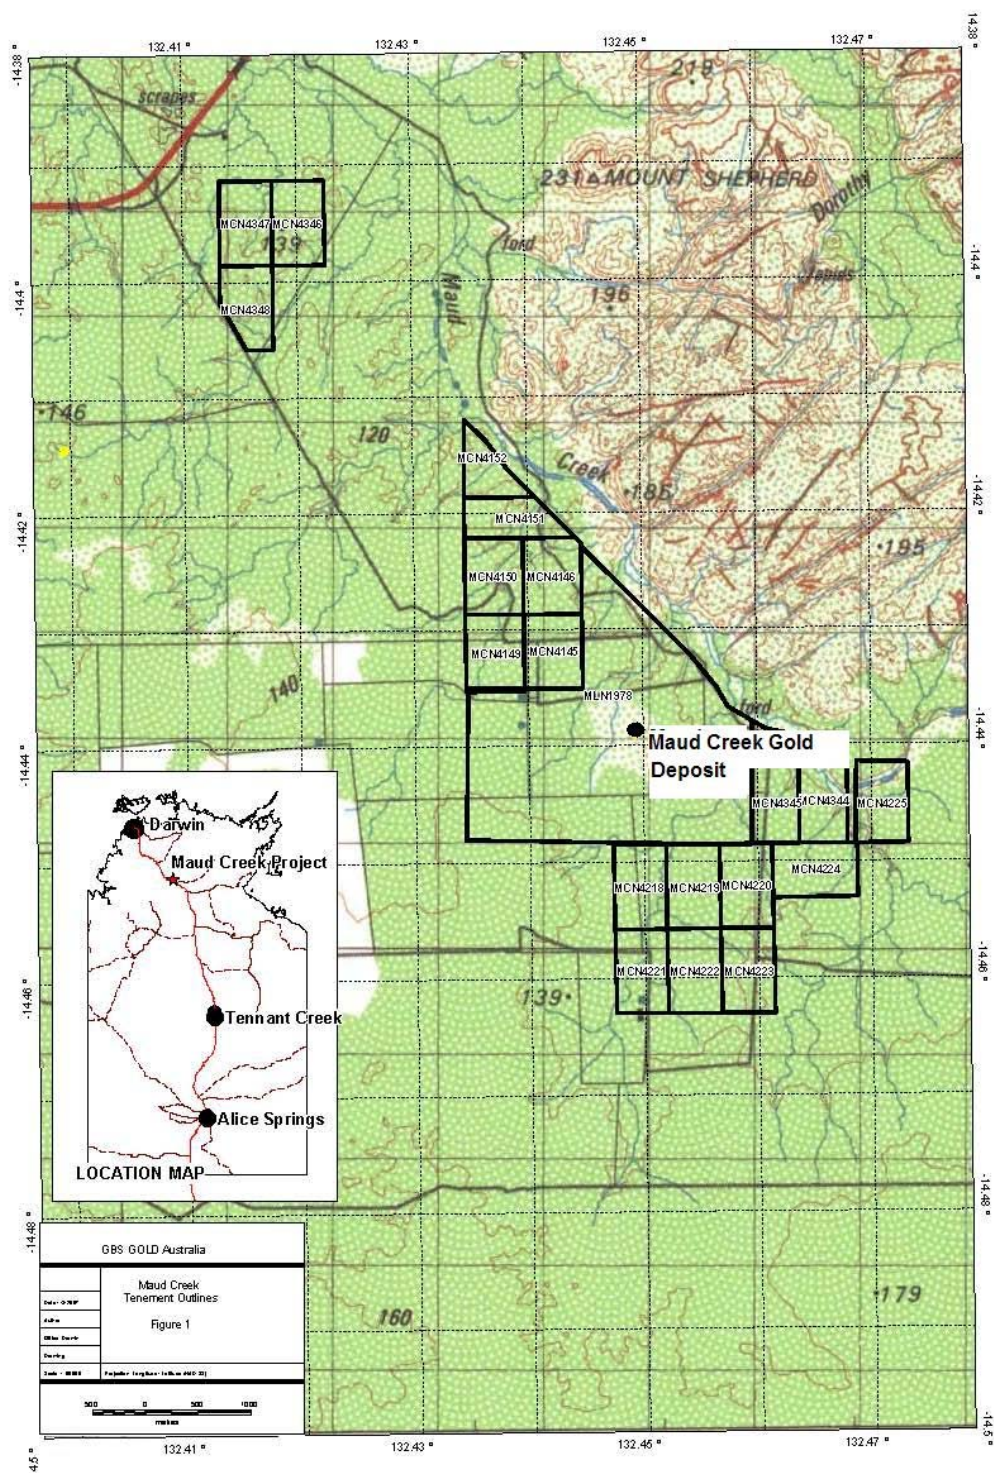 132.41 °
132.43 °
132.45 °
132.47 °
-14.38
-14.38
scrapes
219
231 MOUNT SHEPHERD
Dorothy
MCN4347
MCN4346
139
ford
-14.4 °
-14.4 °
Maud
196
MCN4348
146
120
MCN4152
Creek
185
-14.42 °
-14.42 °
MCN4151
195
MCN4150
MCN4146
MCN4149
MCN4145
140
MLN1978
ford
-14.44 °
-14.44 °
Maud Creek Gold
Deposit
MCN4345
MCN4344
MCN4225
Darwin
Maud Creek Project
MCN4224
MCN4218
MCN4219
MCN4220
MCN4221
MCN4222
MCN4223
-14.46 °
-14.46 °
139
Tennant Creek
Alice Springs
LOCATION MAP
-14.48 °
-14.48 °
GBS GOLD Australia
Maud Creek
Tenement Outlines
Figure 1
179
160
500
0
500
1000
metres
132.41 °
132.43 °
132.45 °
132.47 °
-14.5 °